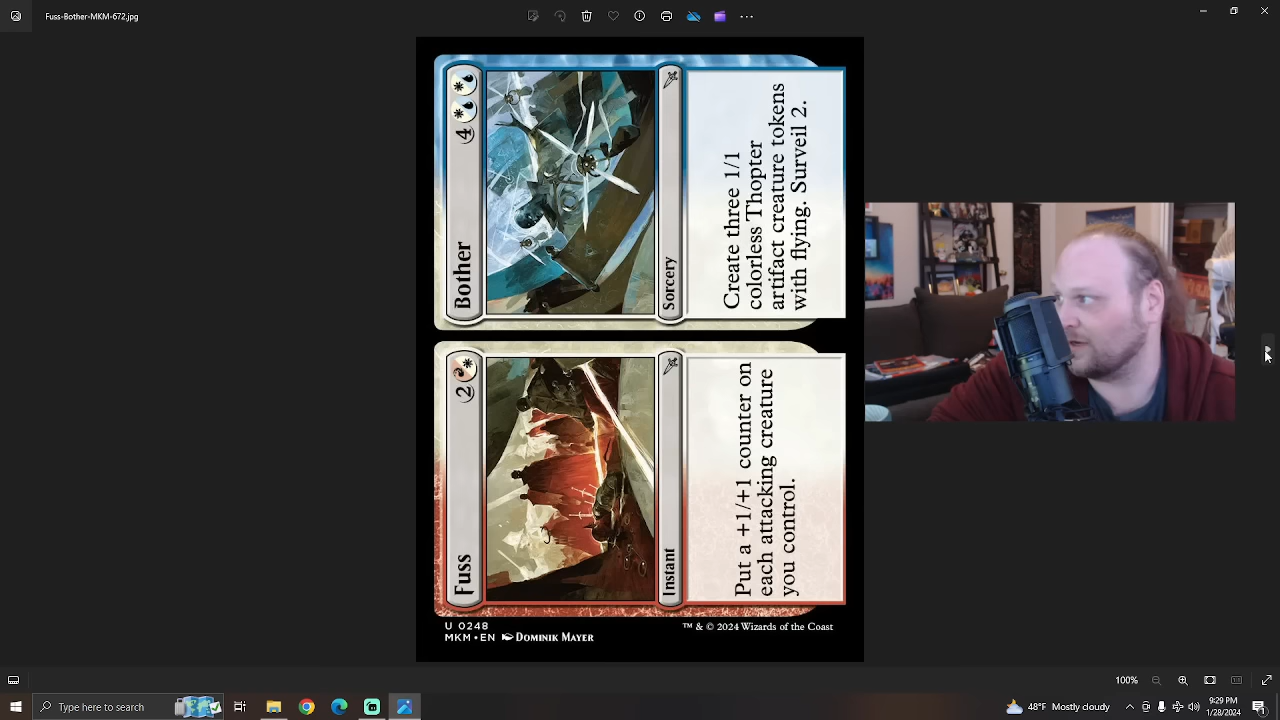 Fuss-Bother-MKM-672.jpg
Bother 4
Sorcery
Create three 1/1
colorless Thopter
artifact creature tokens
with flying. Surveil 2.
Fuss 2
Instant
Put a +1/+1 counter on
each attacking creature
you control.
U 0248
MKM • EN DOMINIK MAYER
™ & © 2024 Wizards of the Coast
100%
Type here to search
48°F Mostly cloudy
9:29 PM
1/28/2024